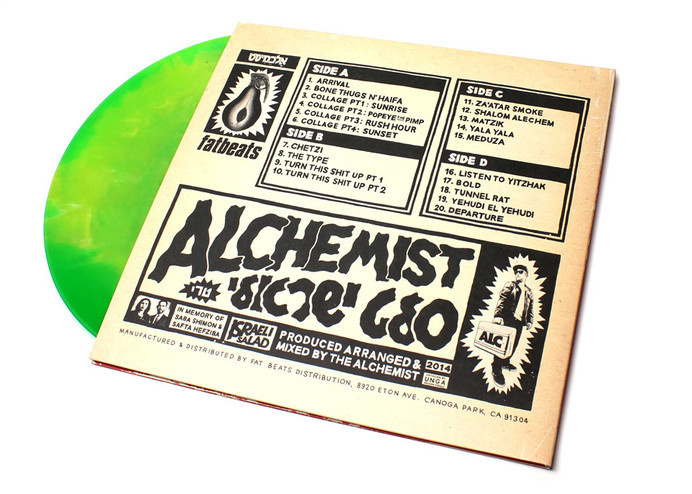 אלכמיסט
fatbeats
SIDE A
1. ARRIVAL
2. BONE THUGS N' HAIFA
3. COLLAGE PT1: SUNRISE
4. COLLAGE PT2: POPEYE THE PIMP
5. COLLAGE PT3: RUSH HOUR
6. COLLAGE PT4: SUNSET
SIDE B
7. CHETZI
8. THE TYPE
9. TURN THIS SHIT UP PT 1
10. TURN THIS SHIT UP PT 2
SIDE C
11. ZA'ATAR SMOKE
12. SHALOM ALECHEM
13. MATZIK
14. YALA YALA
15. MEDUZA
SIDE D
16. LISTEN TO YITZHAK
17. BOLD
18. TUNNEL RAT
19. YEHUDI EL YEHUDI
20. DEPARTURE
ALCHEMIST
סלט ישראלי
ALC
IN MEMORY OF
SABA SHIMON &
SAFTA HEFZIBA
ISRAELI
SALAD
PRODUCED ARRANGED &
MIXED BY THE ALCHEMIST
2014
UNGA
MANUFACTURED & DISTRIBUTED BY FAT BEATS DISTRIBUTION, 8920 ETON AVE. CANOGA PARK, CA 91304